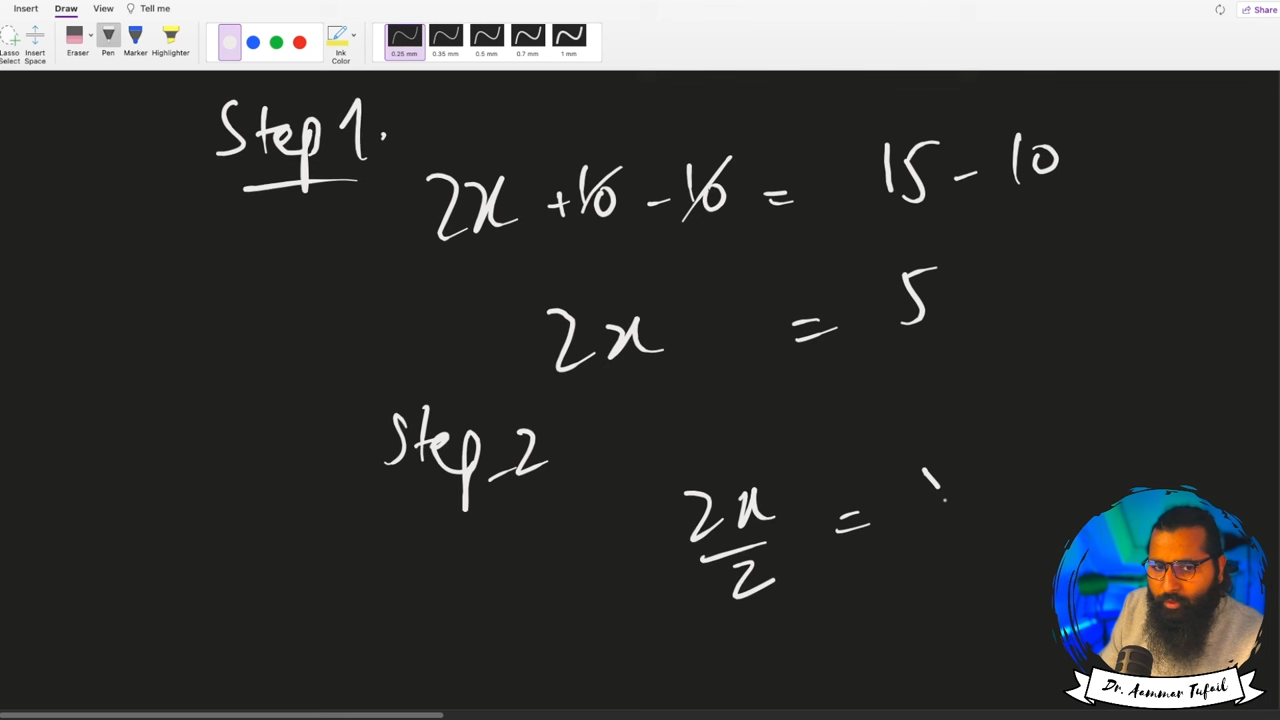 Insert Draw View Tell me
Share
Lasso Select
Insert Space
Eraser
Pen
Marker
Highlighter
Ink Color
0.25 mm
0.35 mm
0.5 mm
0.7 mm
1 mm
Step 1.
2x + 10 - 10 = 15 - 10
2x = 5
Step 2
2x/2 =
Dr. Aammar Tufail